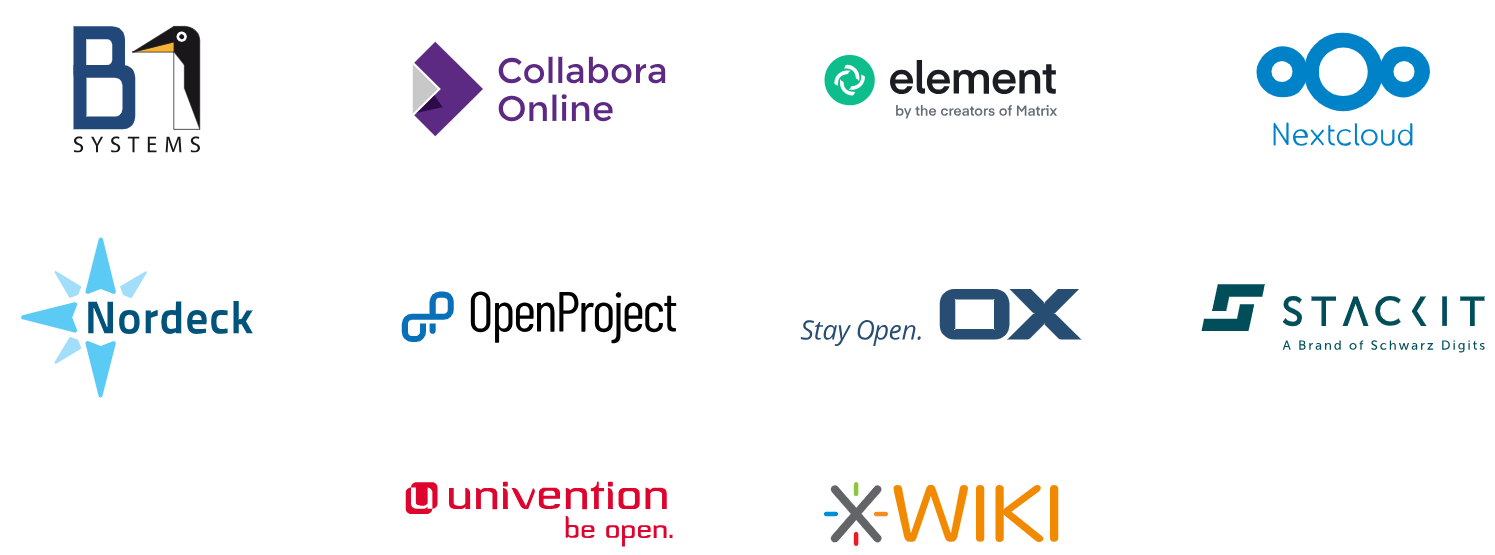 B1
SYSTEMS
Collabora
Online
element
by the creators of Matrix
Nextcloud
Nordeck
OpenProject
Stay Open. OX
STACKIT
A Brand of Schwarz Digits
univention
be open.
XWIKI